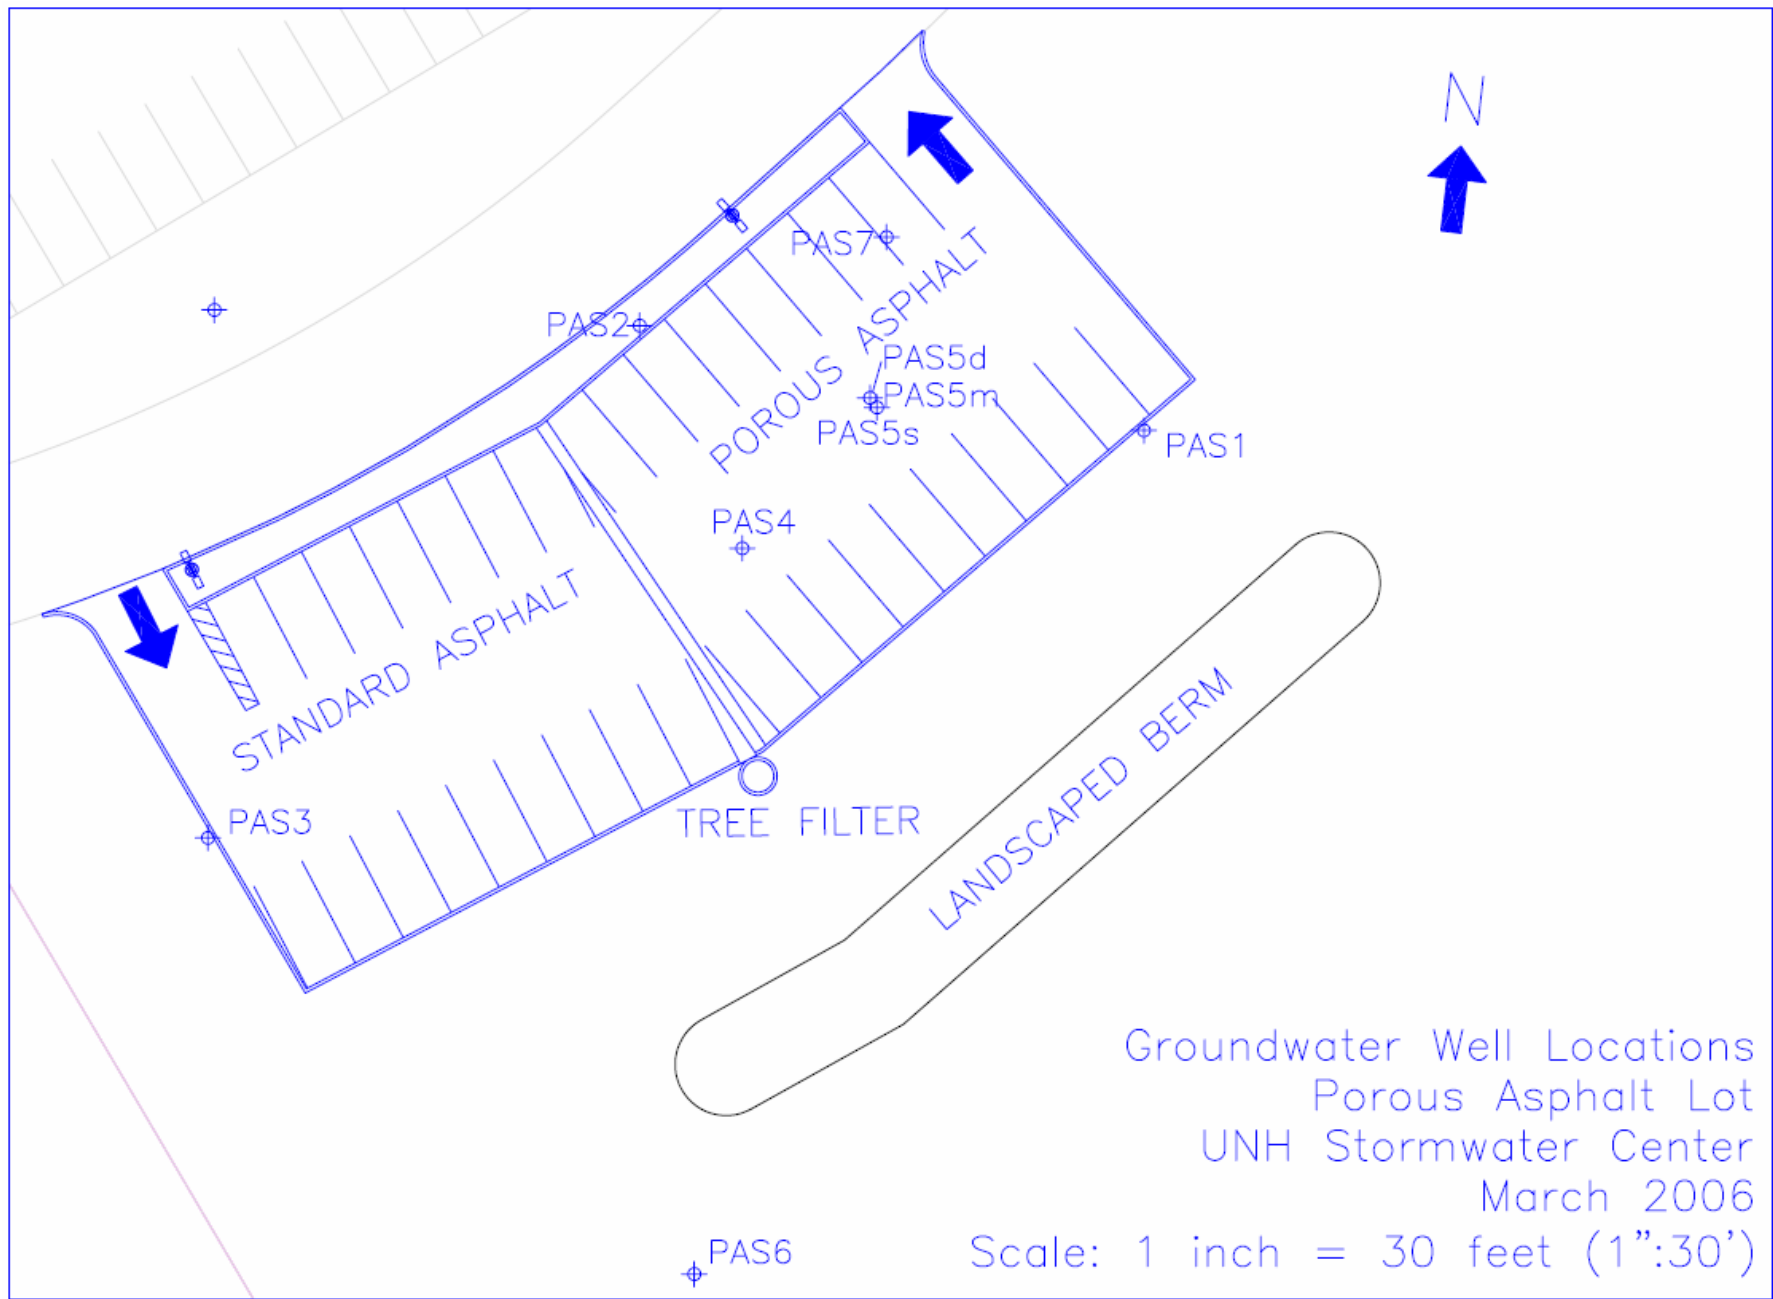 N
PAS7
PAS2
POROUS ASPHALT
PAS5d
PAS5m
PAS5s
PAS1
PAS4
STANDARD ASPHALT
PAS3
TREE FILTER
LANDSCAPED BERM
Groundwater Well Locations
Porous Asphalt Lot
UNH Stormwater Center
March 2006
PAS6
Scale: 1 inch = 30 feet (1":30')